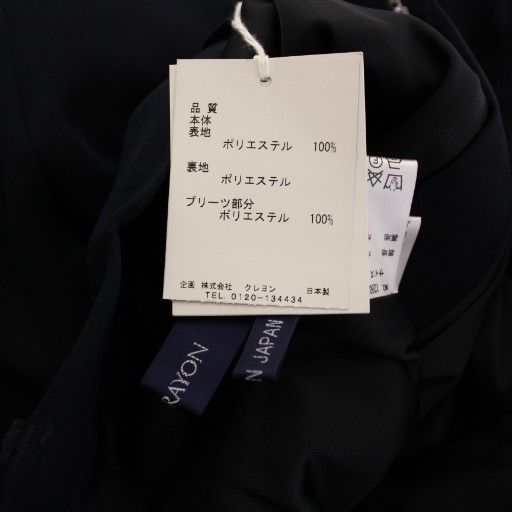 品 質
本体
表地
ポリエステル 100%
裏地
ポリエステル
プリーツ部分
ポリエステル 100%
企画 株式会社 クレヨン 日本製
TEL. 0120-134434
RAYON
N JAPAN